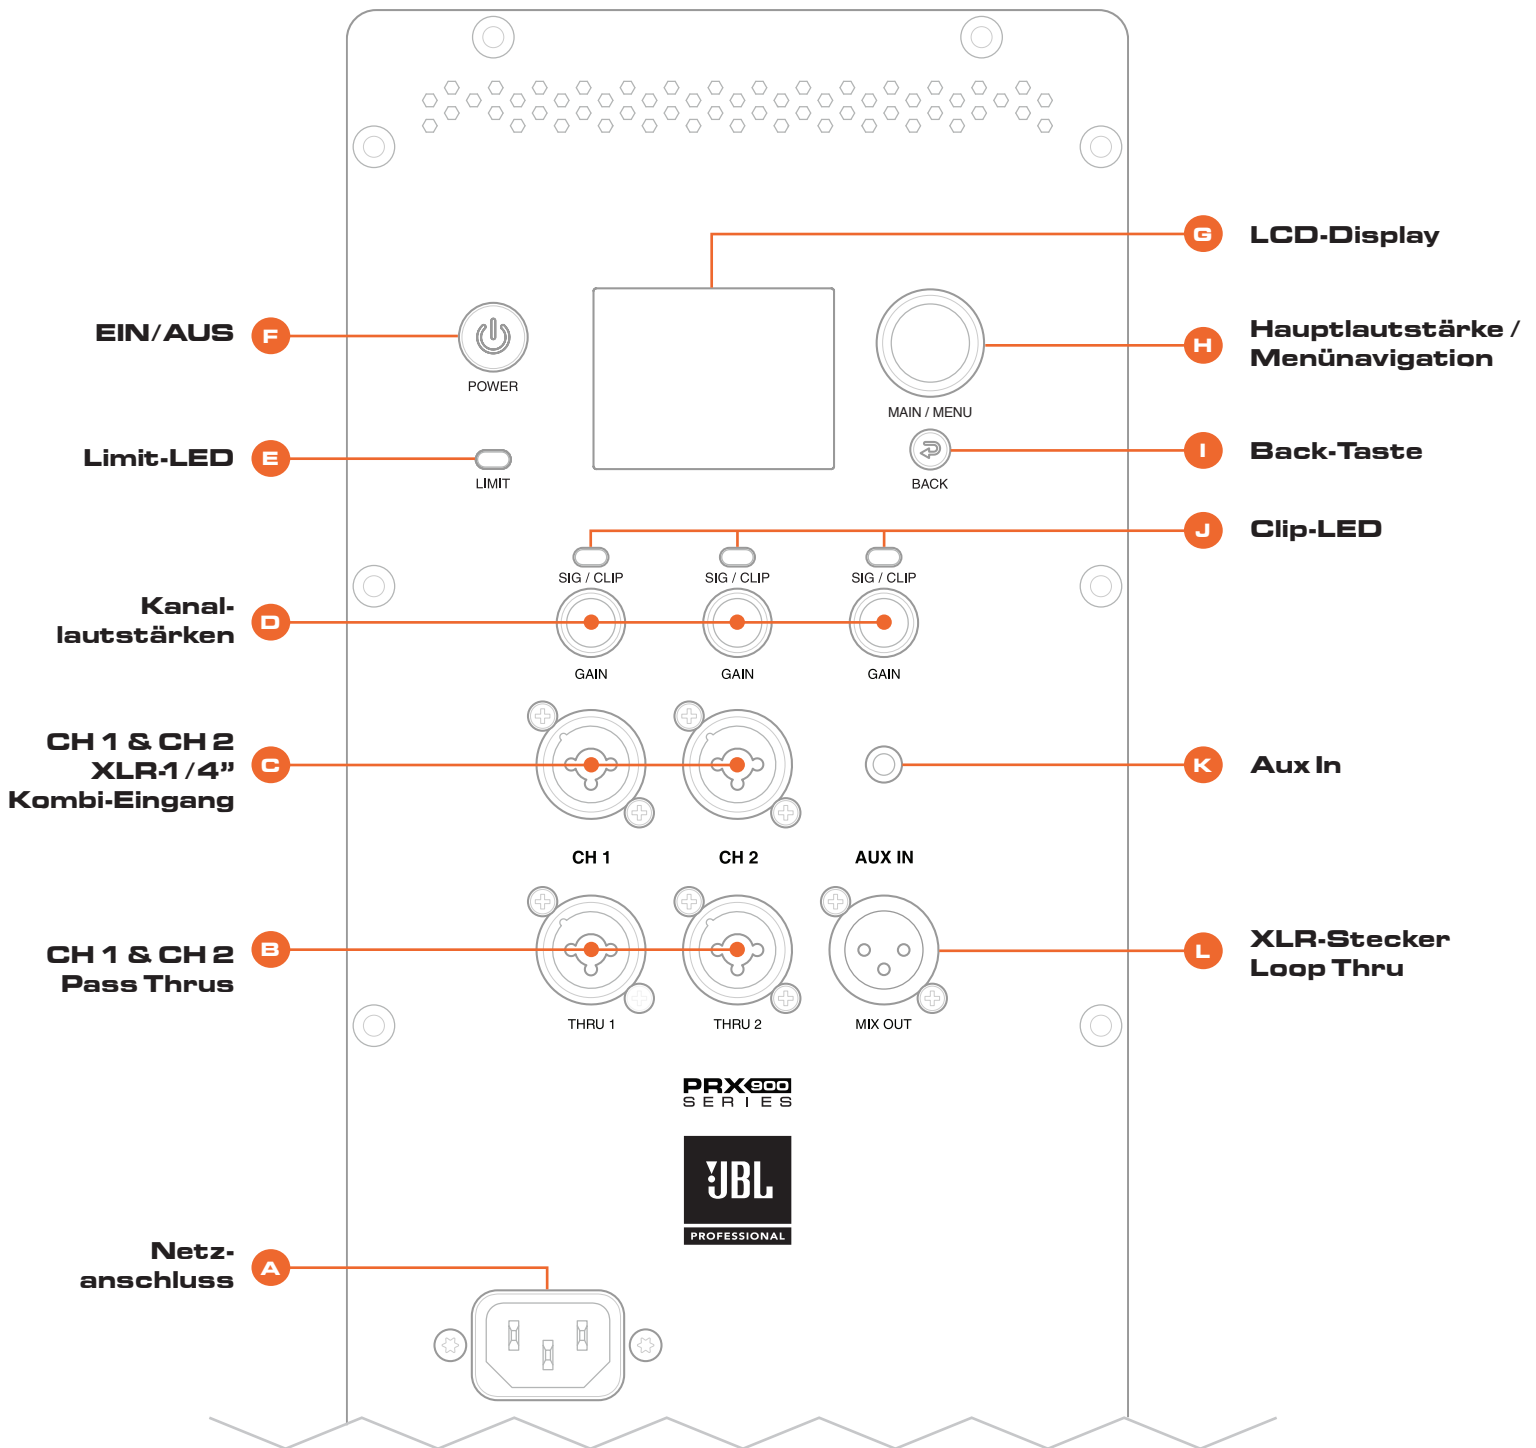 G
LCD-Display
EIN/AUS
F
H
Hauptlautstärke /
Menünavigation
POWER
MAIN / MENU
Limit-LED
E
I
Back-Taste
LIMIT
BACK
J
Clip-LED
SIG / CLIP
SIG / CLIP
SIG / CLIP
Kanal-
lautstärken
D
GAIN
GAIN
GAIN
CH 1 & CH 2
XLR-1/4”
Kombi-Eingang
C
K
Aux In
CH 1
CH 2
AUX IN
CH 1 & CH 2
Pass Thrus
B
L
XLR-Stecker
Loop Thru
THRU 1
THRU 2
MIX OUT
PRX 900
SERIES
JBL
PROFESSIONAL
Netz-
anschluss
A